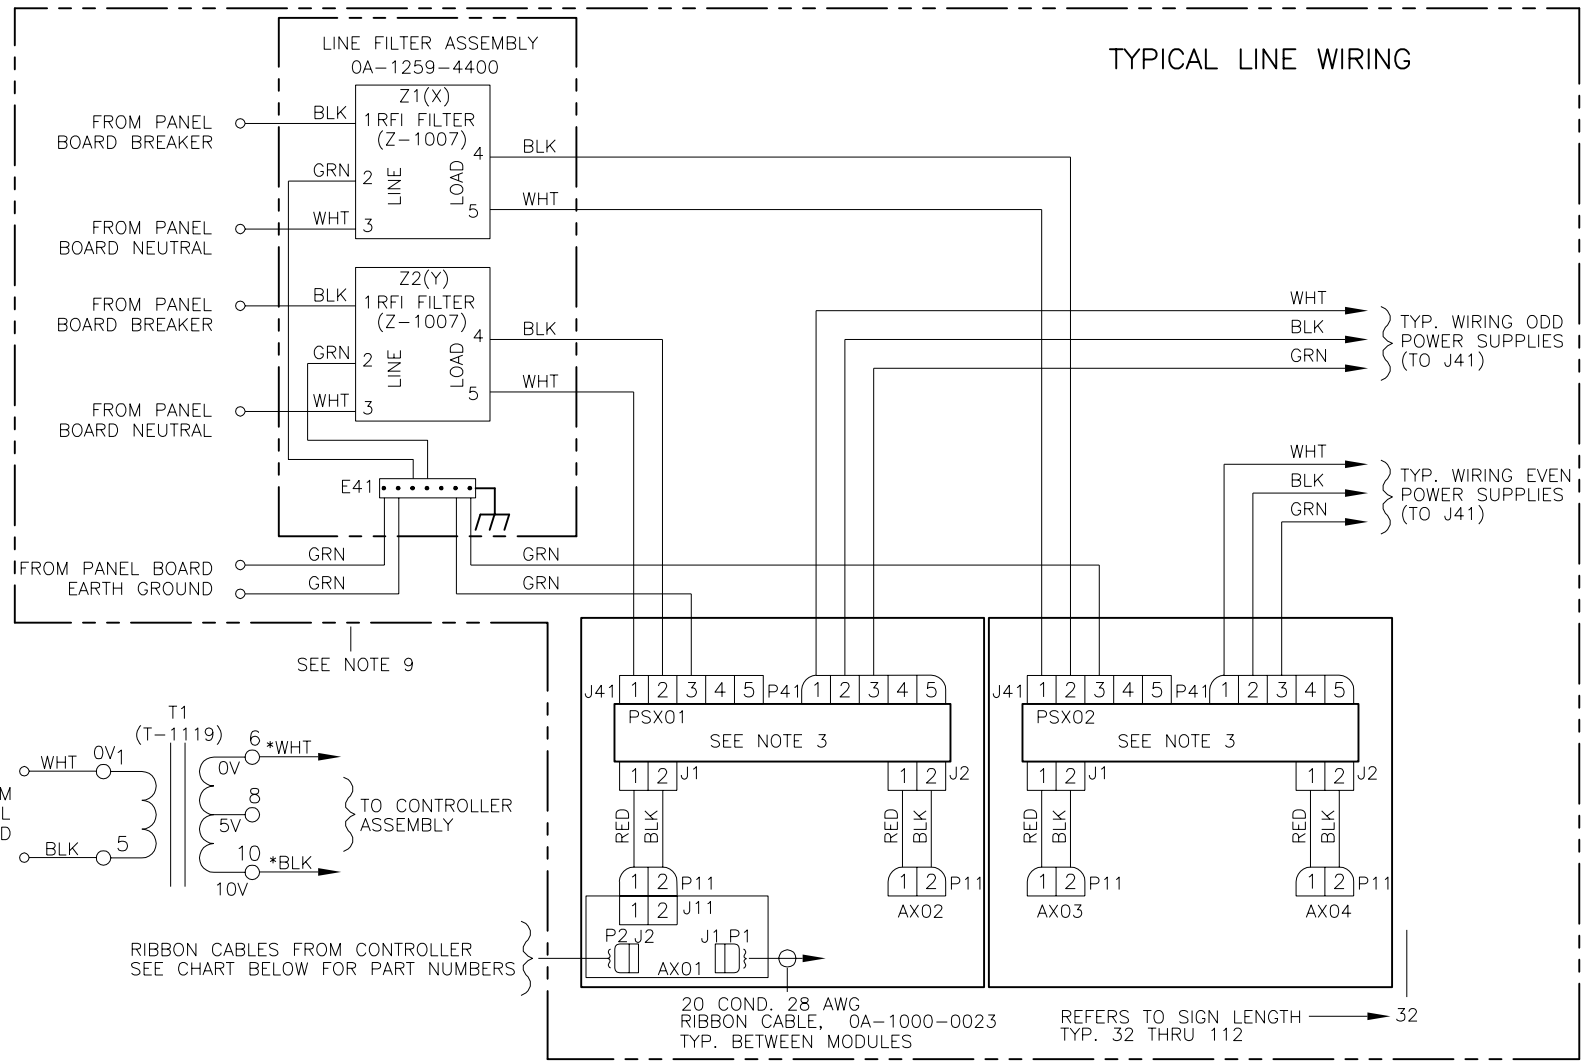 TYPICAL LINE WIRING
LINE FILTER ASSEMBLY
0A-1259-4400
Z1(X)
1 RFI FILTER
(Z-1007)
BLK
GRN
WHT
2
3
LINE
LOAD
4
5
BLK
WHT
FROM PANEL
BOARD BREAKER
FROM PANEL
BOARD NEUTRAL
Z2(Y)
1 RFI FILTER
(Z-1007)
BLK
GRN
WHT
2
3
LINE
LOAD
4
5
BLK
WHT
FROM PANEL
BOARD BREAKER
FROM PANEL
BOARD NEUTRAL
E41
FROM PANEL BOARD
EARTH GROUND
GRN
GRN
GRN
GRN
WHT
BLK
GRN
TYP. WIRING ODD
POWER SUPPLIES
(TO J41)
WHT
BLK
GRN
TYP. WIRING EVEN
POWER SUPPLIES
(TO J41)
SEE NOTE 9
T1
(T-1119)
WHT
0V
1
BLK
5
6
*WHT
0V
8
5V
10
*BLK
10V
M
L
D
TO CONTROLLER
ASSEMBLY
J41 1 2 3 4 5 P41 1 2 3 4 5
PSX01
SEE NOTE 3
1 2 J1
1 2 J2
RED
BLK
RED
BLK
1 2 P11
1 2 J11
1 2 P11
AX02
P2 J2
J1 P1
AX01
J41 1 2 3 4 5 P41 1 2 3 4 5
PSX02
SEE NOTE 3
1 2 J1
1 2 J2
RED
BLK
RED
BLK
1 2 P11
AX03
1 2 P11
AX04
RIBBON CABLES FROM CONTROLLER
SEE CHART BELOW FOR PART NUMBERS
20 COND. 28 AWG
RIBBON CABLE, 0A-1000-0023
TYP. BETWEEN MODULES
REFERS TO SIGN LENGTH
TYP. 32 THRU 112
32